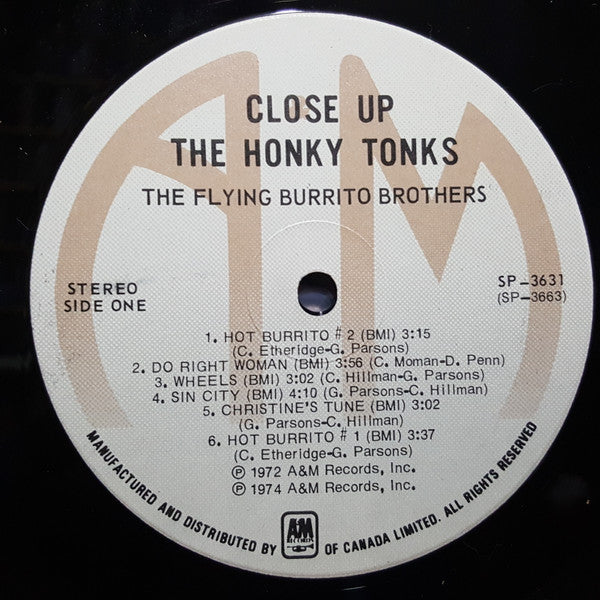 CLOSE UP
THE HONKY TONKS
THE FLYING BURRITO BROTHERS
STEREO
SIDE ONE
SP-3631
(SP-3663)
1. HOT BURRITO # 2 (BMI) 3:15
(C. Etheridge-G. Parsons)
2. DO RIGHT WOMAN (BMI) 3:56 (C. Moman-D. Penn)
3. WHEELS (BMI) 3:02 (C. Hillman-G. Parsons)
4. SIN CITY (BMI) 4:10 (G. Parsons-C. Hillman)
5. CHRISTINE'S TUNE (BMI) 3:02
(G. Parsons-C. Hillman)
6. HOT BURRITO # 1 (BMI) 3:37
(C. Etheridge-G. Parsons)
℗ 1972 A&M Records, Inc.
℗ 1974 A&M Records, Inc.
MANUFACTURED AND DISTRIBUTED BY A&M RECORDS OF CANADA LIMITED. ALL RIGHTS RESERVED
A&M